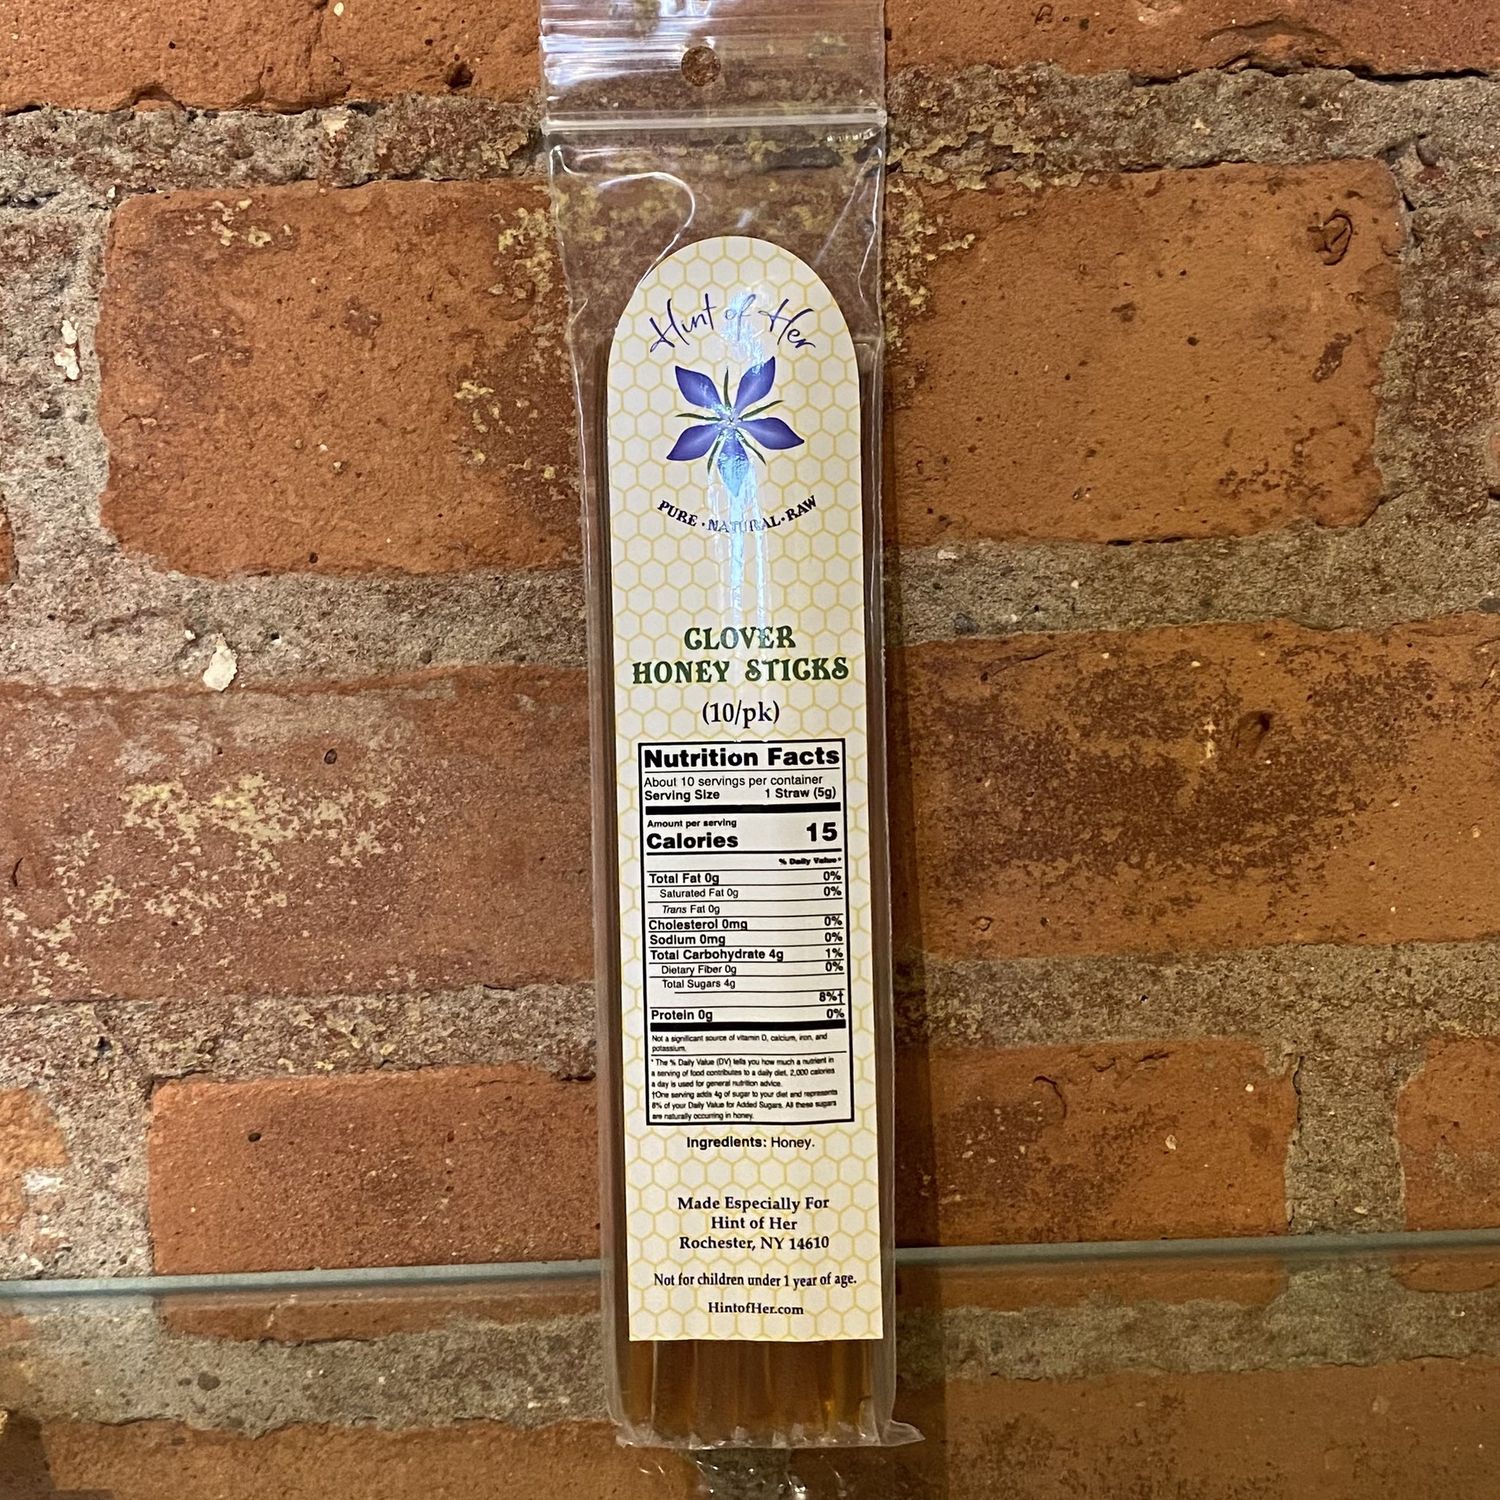 Hint of Her
PURE · NATURAL · RAW
CLOVER
HONEY STICKS
(10/pk)
Nutrition Facts
About 10 servings per container
Serving Size 1 Straw (5g)
Amount per serving
Calories 15
% Daily Value*
Total Fat 0g 0%
Saturated Fat 0g 0%
Trans Fat 0g
Cholesterol 0mg 0%
Sodium 0mg 0%
Total Carbohydrate 4g 1%
Dietary Fiber 0g 0%
Total Sugars 4g
8%†
Protein 0g 0%
Not a significant source of vitamin D, calcium, iron, and
potassium.
* The % Daily Value (DV) tells you how much a nutrient in
a serving of food contributes to a daily diet. 2,000 calories
a day is used for general nutrition advice.
†One serving adds 4g of sugar to your diet and represents
8% of your Daily Value for Added Sugars. All these sugars
are naturally occurring in honey.
Ingredients: Honey.
Made Especially For
Hint of Her
Rochester, NY 14610
Not for children under 1 year of age.
HintofHer.com